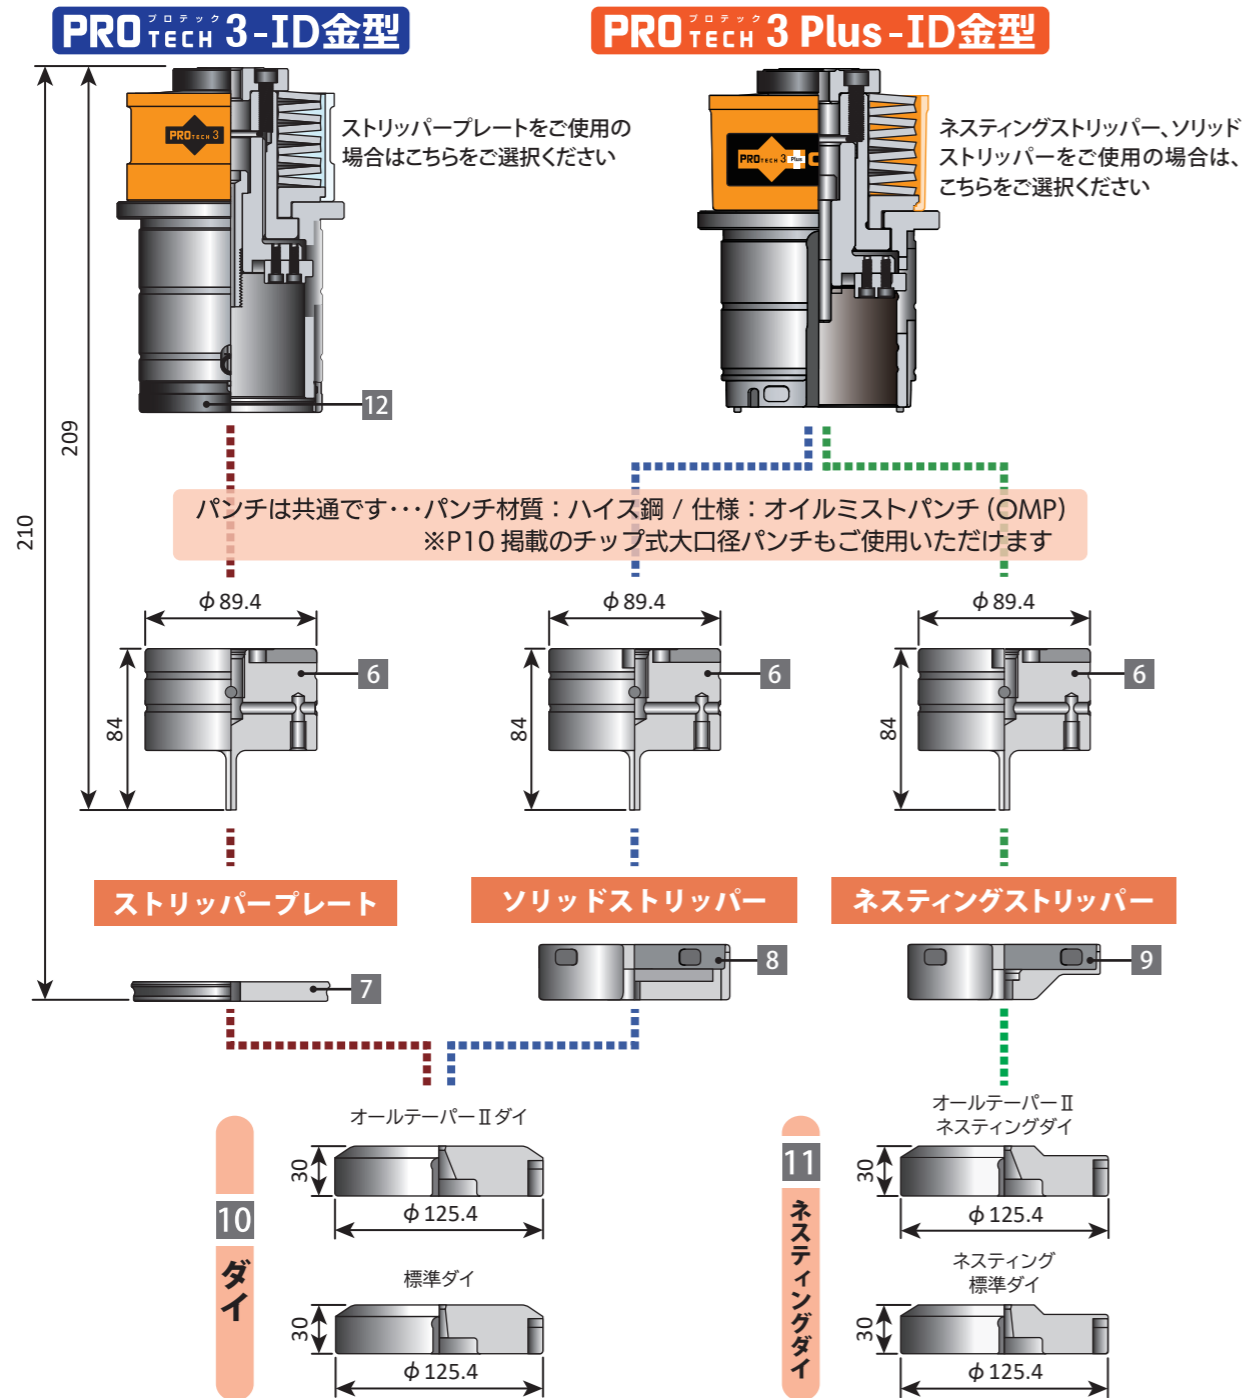 プロテック
PRO TECH 3-ID金型
プロテック
PRO TECH 3 Plus-ID金型
PROTECH 3
ストリッパープレートをご使用の
場合はこちらをご選択ください
PROTECH 3 Plus
ネスティングストリッパー、ソリッド
ストリッパーをご使用の場合は、
こちらをご選択ください
12
209
210
パンチは共通です･･･パンチ材質：ハイス鋼 / 仕様：オイルミストパンチ (OMP)
※P10 掲載のチップ式大口径パンチもご使用いただけます
φ89.4
φ89.4
φ89.4
6
6
6
84
84
84
ストリッパープレート
ソリッドストリッパー
ネスティングストリッパー
7
8
9
10
ダイ
オールテーパーⅡダイ
30
φ125.4
標準ダイ
30
φ125.4
11
ネスティングダイ
オールテーパーⅡ
ネスティングダイ
30
φ125.4
ネスティング
標準ダイ
30
φ125.4